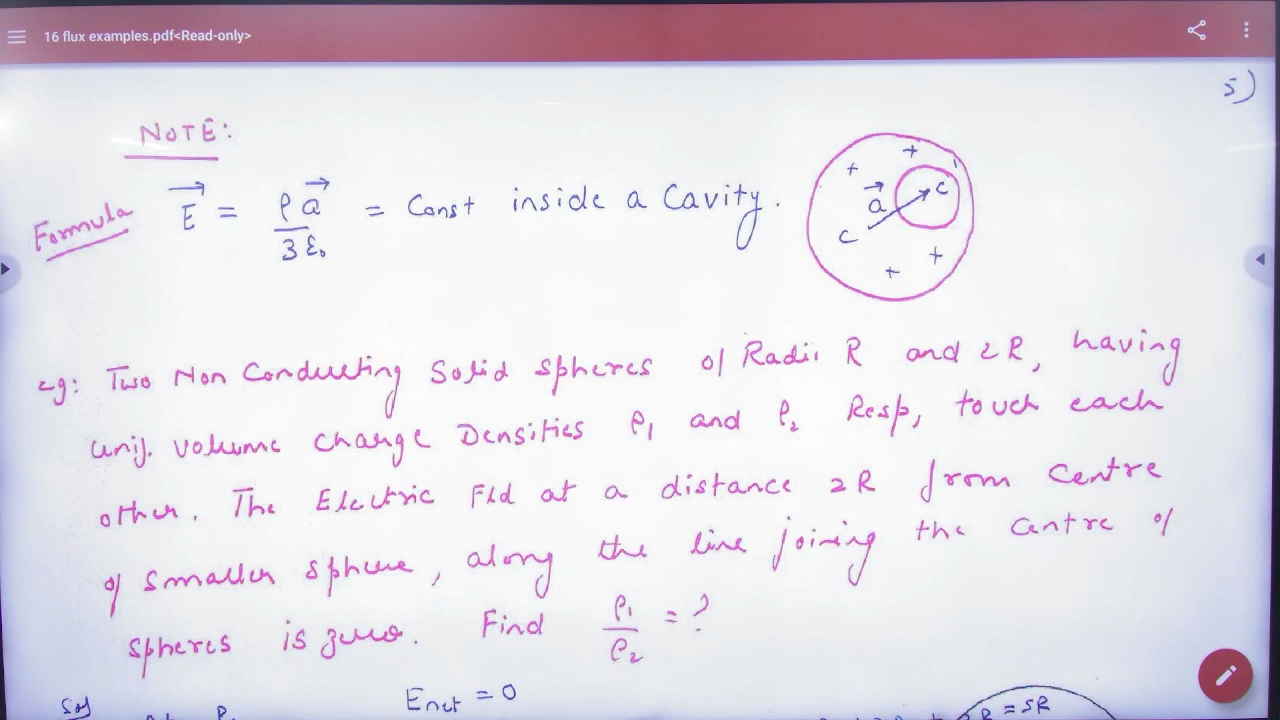 16 flux examples.pdf<Read-only>
5)
NOTE:
Formula E⃗ = ρa⃗ / 3ε₀ = Const inside a Cavity.
+ + a⃗ c c + +
eg: Two Non Conducting Solid spheres of Radii R and 2R, having
unif. volume charge Densities ρ₁ and ρ₂ Resp, touch each
other. The Electric Fld at a distance 2R from centre
of smaller sphere, along the line joining the centre of
spheres is zero. Find ρ₁/ρ₂ = ?
Sol Enet = 0